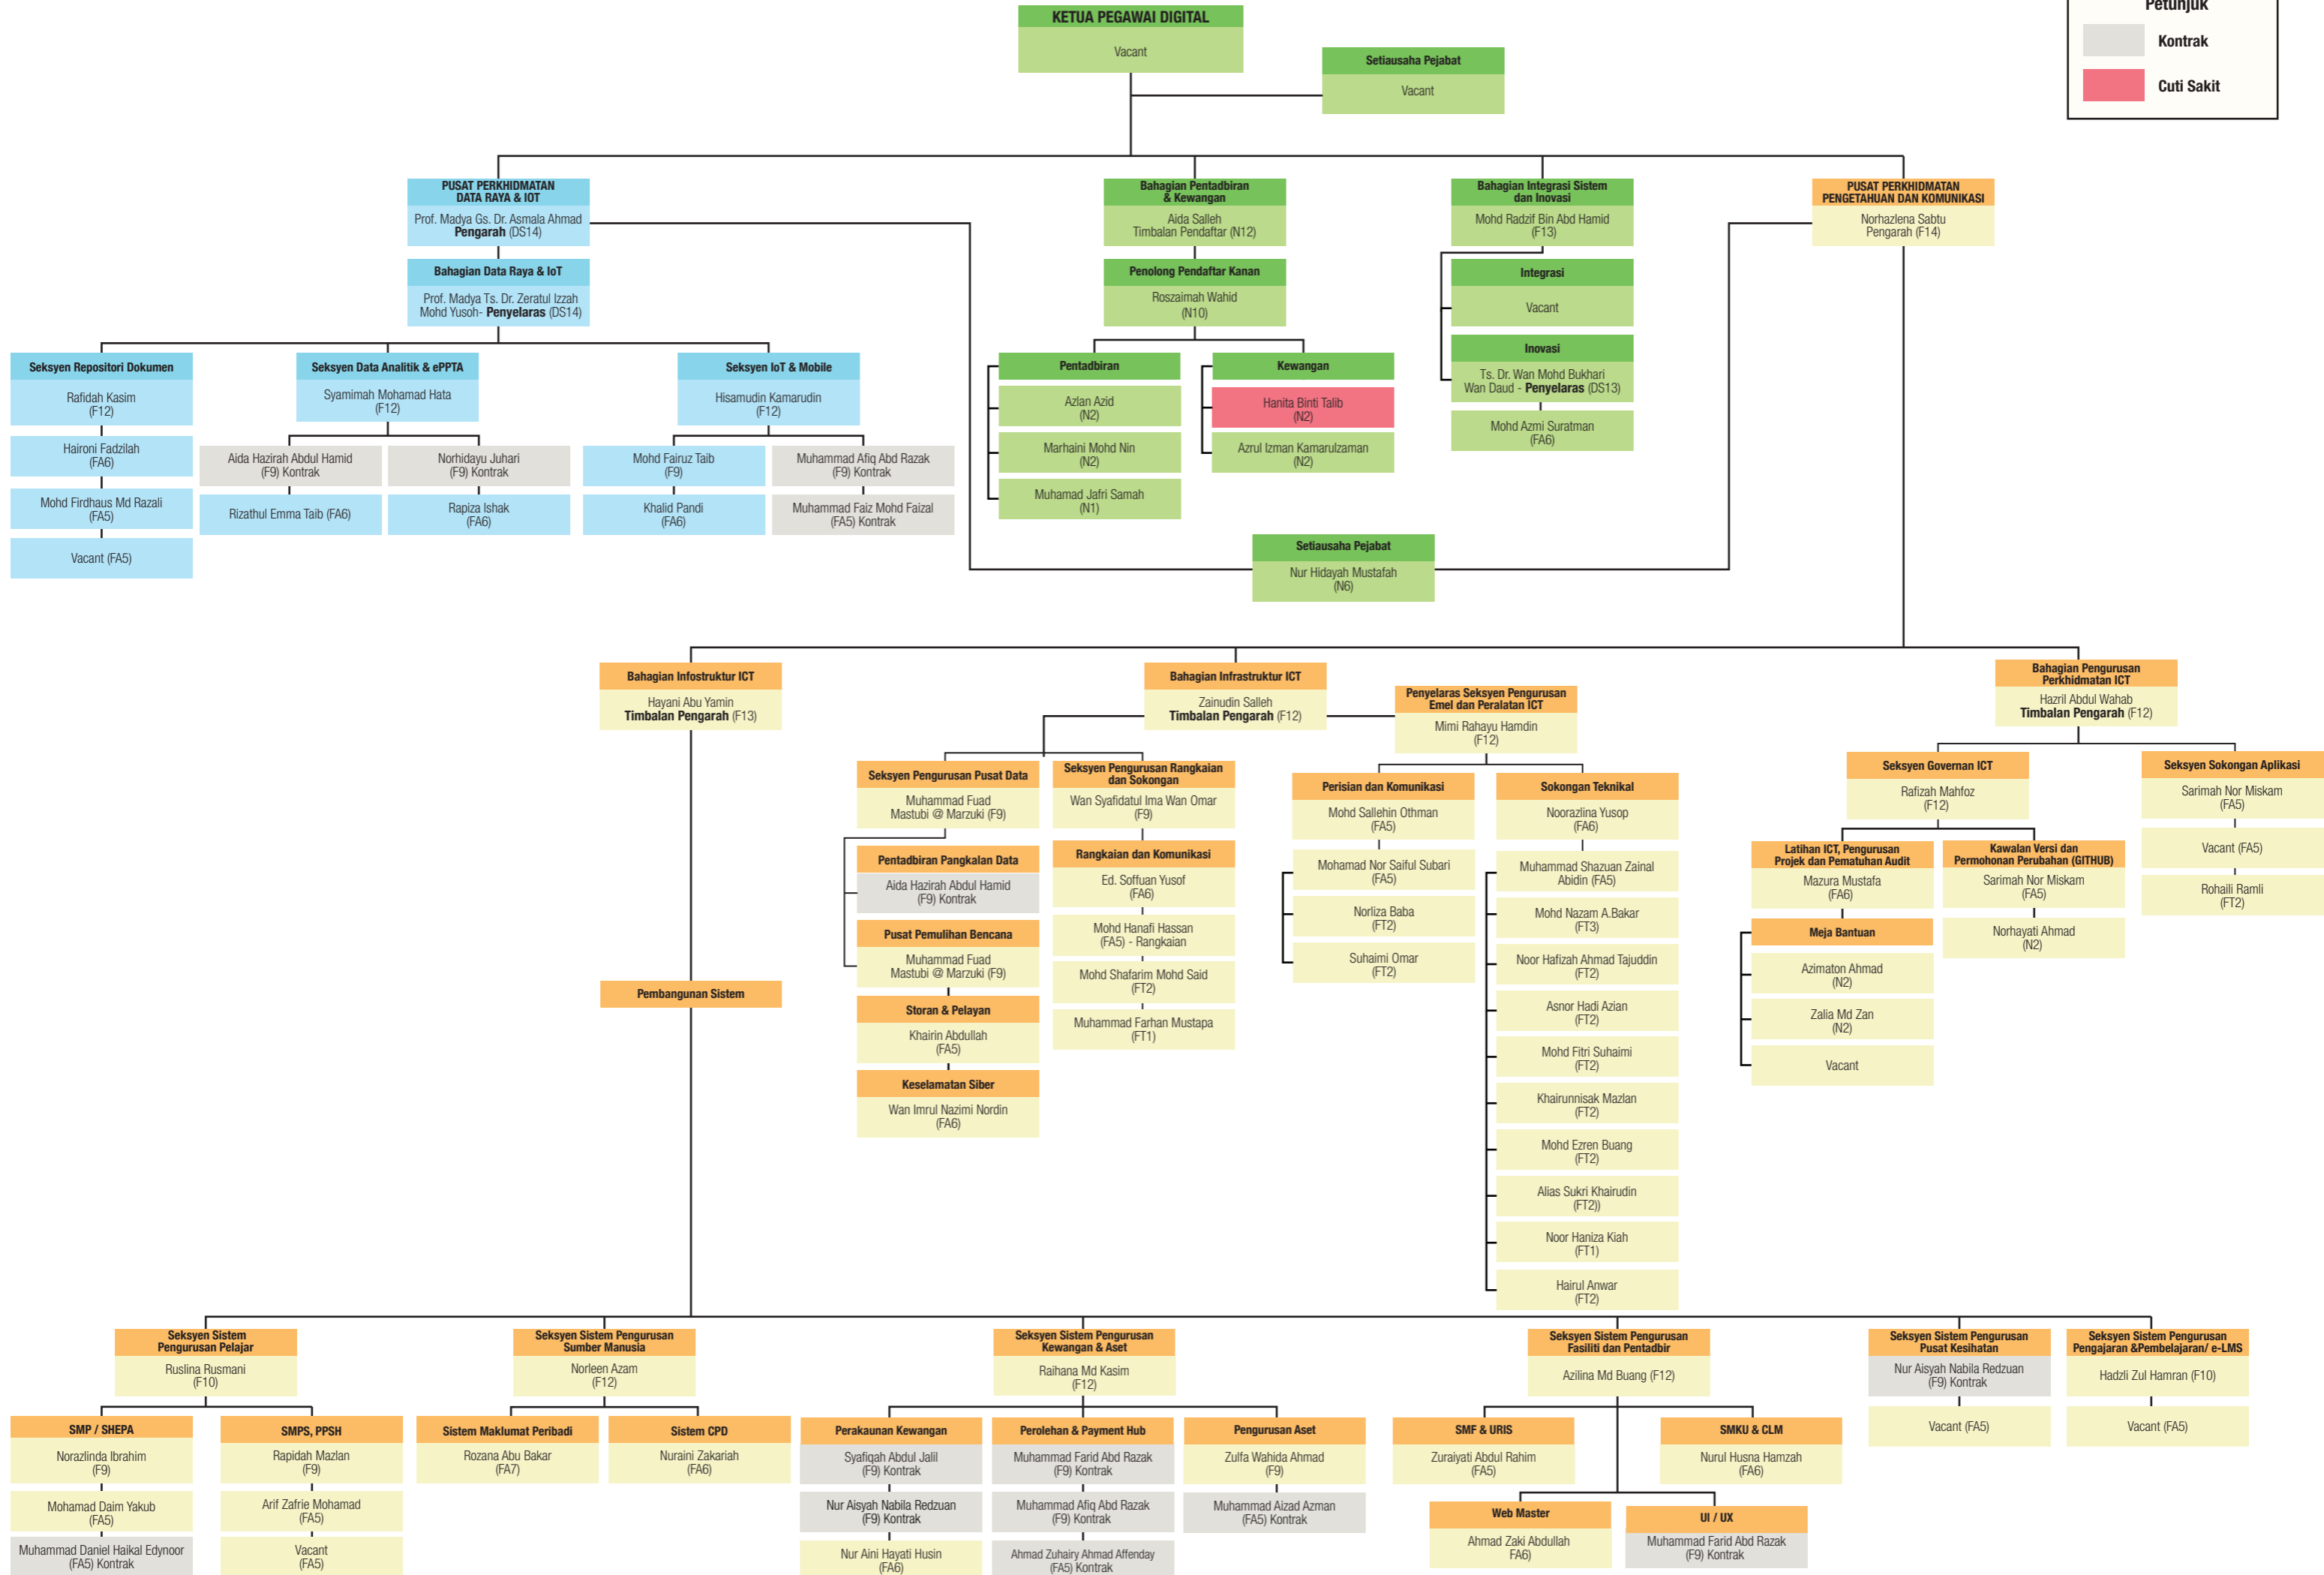 Petunjuk
Kontrak
Cuti Sakit
KETUA PEGAWAI DIGITAL
Vacant
Setiausaha Pejabat
Vacant
PUSAT PERKHIDMATAN
DATA RAYA & IOT
Prof. Madya Gs. Dr. Asmala Ahmad
Pengarah (DS14)
Bahagian Data Raya & IoT
Prof. Madya Ts. Dr. Zeratul Izzah
Mohd Yusoh- Penyelaras (DS14)
Seksyen Repositori Dokumen
Rafidah Kasim
(F12)
Haironi Fadzilah
(FA6)
Mohd Firdhaus Md Razali
(FA5)
Vacant (FA5)
Seksyen Data Analitik & ePPTA
Syamimah Mohamad Hata
(F12)
Aida Hazirah Abdul Hamid
(F9) Kontrak
Rizathul Emma Taib (FA6)
Norhidayu Juhari
(F9) Kontrak
Rapiza Ishak
(FA6)
Seksyen IoT & Mobile
Hisamudin Kamarudin
(F12)
Mohd Fairuz Taib
(F9)
Khalid Pandi
(FA6)
Muhammad Afiq Abd Razak
(F9) Kontrak
Muhammad Faiz Mohd Faizal
(FA5) Kontrak
Bahagian Pentadbiran
& Kewangan
Aida Salleh
Timbalan Pendaftar (N12)
Penolong Pendaftar Kanan
Roszaimah Wahid
(N10)
Pentadbiran
Azlan Azid
(N2)
Marhaini Mohd Nin
(N2)
Muhamad Jafri Samah
(N1)
Kewangan
Hanita Binti Talib
(N2)
Azrul Izman Kamarulzaman
(N2)
Bahagian Integrasi Sistem
dan Inovasi
Mohd Radzif Bin Abd Hamid
(F13)
Integrasi
Vacant
Inovasi
Ts. Dr. Wan Mohd Bukhari
Wan Daud - Penyelaras (DS13)
Mohd Azmi Suratman
(FA6)
PUSAT PERKHIDMATAN
PENGETAHUAN DAN KOMUNIKASI
Norhazlena Sabtu
Pengarah (F14)
Setiausaha Pejabat
Nur Hidayah Mustafah
(N6)
Bahagian Infostruktur ICT
Hayani Abu Yamin
Timbalan Pengarah (F13)
Pembangunan Sistem
Bahagian Infrastruktur ICT
Zainudin Salleh
Timbalan Pengarah (F12)
Penyelaras Seksyen Pengurusan
Emel dan Peralatan ICT
Mimi Rahayu Hamdin
(F12)
Seksyen Pengurusan Pusat Data
Muhammad Fuad
Mastubi @ Marzuki (F9)
Pentadbiran Pangkalan Data
Aida Hazirah Abdul Hamid
(F9) Kontrak
Pusat Pemulihan Bencana
Muhammad Fuad
Mastubi @ Marzuki (F9)
Storan & Pelayan
Khairin Abdullah
(FA5)
Keselamatan Siber
Wan Imrul Nazimi Nordin
(FA6)
Seksyen Pengurusan Rangkaian
dan Sokongan
Wan Syafidatul Ima Wan Omar
(F9)
Rangkaian dan Komunikasi
Ed. Soffuan Yusof
(FA6)
Mohd Hanafi Hassan
(FA5) - Rangkaian
Mohd Shafarim Mohd Said
(FT2)
Muhammad Farhan Mustapa
(FT1)
Perisian dan Komunikasi
Mohd Sallehin Othman
(FA5)
Mohamad Nor Saiful Subari
(FA5)
Norliza Baba
(FT2)
Suhaimi Omar
(FT2)
Sokongan Teknikal
Noorazlina Yusop
(FA6)
Muhammad Shazuan Zainal
Abidin (FA5)
Mohd Nazam A.Bakar
(FT3)
Noor Hafizah Ahmad Tajuddin
(FT2)
Asnor Hadi Azian
(FT2)
Mohd Fitri Suhaimi
(FT2)
Khairunnisak Mazlan
(FT2)
Mohd Ezren Buang
(FT2)
Alias Sukri Khairudin
(FT2))
Noor Haniza Kiah
(FT1)
Hairul Anwar
(FT2)
Bahagian Pengurusan
Perkhidmatan ICT
Hazril Abdul Wahab
Timbalan Pengarah (F12)
Seksyen Governan ICT
Rafizah Mahfoz
(F12)
Latihan ICT, Pengurusan
Projek dan Pematuhan Audit
Mazura Mustafa
(FA6)
Meja Bantuan
Azimaton Ahmad
(N2)
Zalia Md Zan
(N2)
Vacant
Kawalan Versi dan
Permohonan Perubahan (GITHUB)
Sarimah Nor Miskam
(FA5)
Norhayati Ahmad
(N2)
Seksyen Sokongan Aplikasi
Sarimah Nor Miskam
(FA5)
Vacant (FA5)
Rohaili Ramli
(FT2)
Seksyen Sistem
Pengurusan Pelajar
Ruslina Rusmani
(F10)
SMP / SHEPA
Norazlinda Ibrahim
(F9)
Mohamad Daim Yakub
(FA5)
Muhammad Daniel Haikal Edynoor
(FA5) Kontrak
SMPS, PPSH
Rapidah Mazlan
(F9)
Arif Zafrie Mohamad
(FA5)
Vacant
(FA5)
Seksyen Sistem Pengurusan
Sumber Manusia
Norleen Azam
(F12)
Sistem Maklumat Peribadi
Rozana Abu Bakar
(FA7)
Sistem CPD
Nuraini Zakariah
(FA6)
Seksyen Sistem Pengurusan
Kewangan & Aset
Raihana Md Kasim
(F12)
Perakaunan Kewangan
Syafiqah Abdul Jalil
(F9) Kontrak
Nur Aisyah Nabila Redzuan
(F9) Kontrak
Nur Aini Hayati Husin
(FA6)
Perolehan & Payment Hub
Muhammad Farid Abd Razak
(F9) Kontrak
Muhammad Afiq Abd Razak
(F9) Kontrak
Ahmad Zuhairy Ahmad Affenday
(FA5) Kontrak
Pengurusan Aset
Zulfa Wahida Ahmad
(F9)
Muhammad Aizad Azman
(FA5) Kontrak
Seksyen Sistem Pengurusan
Fasiliti dan Pentadbir
Azilina Md Buang (F12)
SMF & URIS
Zuraiyati Abdul Rahim
(FA5)
SMKU & CLM
Nurul Husna Hamzah
(FA6)
Web Master
Ahmad Zaki Abdullah
FA6)
UI / UX
Muhammad Farid Abd Razak
(F9) Kontrak
Seksyen Sistem Pengurusan
Pusat Kesihatan
Nur Aisyah Nabila Redzuan
(F9) Kontrak
Vacant (FA5)
Seksyen Sistem Pengurusan
Pengajaran &Pembelajaran/ e-LMS
Hadzli Zul Hamran (F10)
Vacant (FA5)